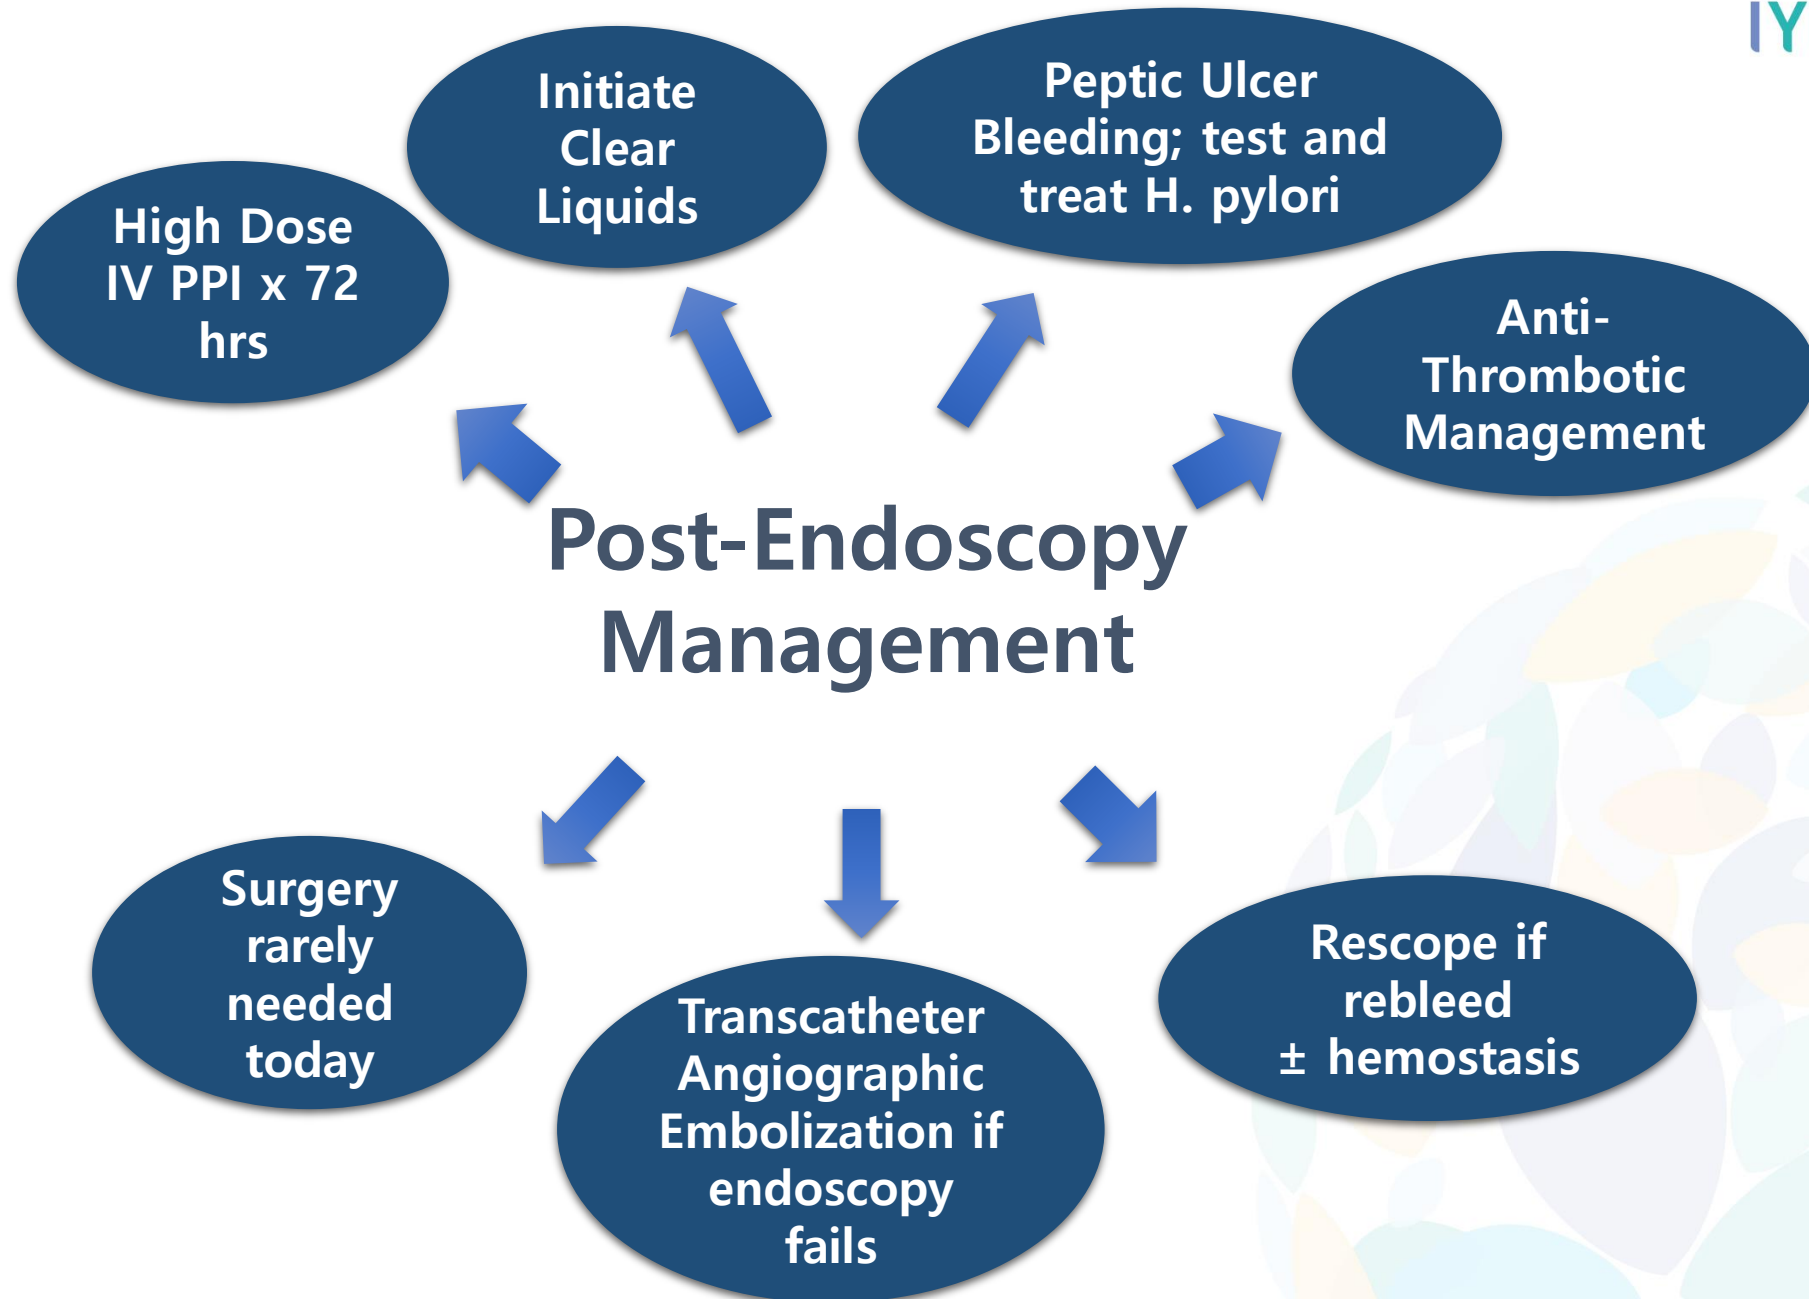 IY
Initiate
Clear
Liquids
Peptic Ulcer
Bleeding; test and
treat H. pylori
High Dose
IV PPI x 72
hrs
Anti-
Thrombotic
Management
Post-Endoscopy
Management
Surgery
rarely
needed
today
Transcatheter
Angiographic
Embolization if
endoscopy
fails
Rescope if
rebleed
± hemostasis